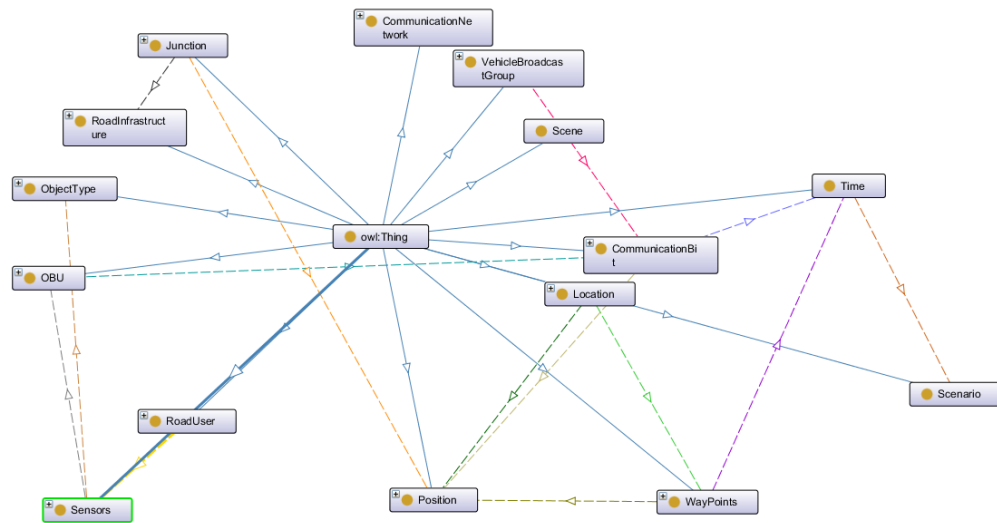 CommunicationNe
twork
Junction
VehicleBroadcas
tGroup
RoadInfrastruct
ure
Scene
ObjectType
Time
owl:Thing
CommunicationBi
t
OBU
Location
Scenario
RoadUser
Position
WayPoints
Sensors